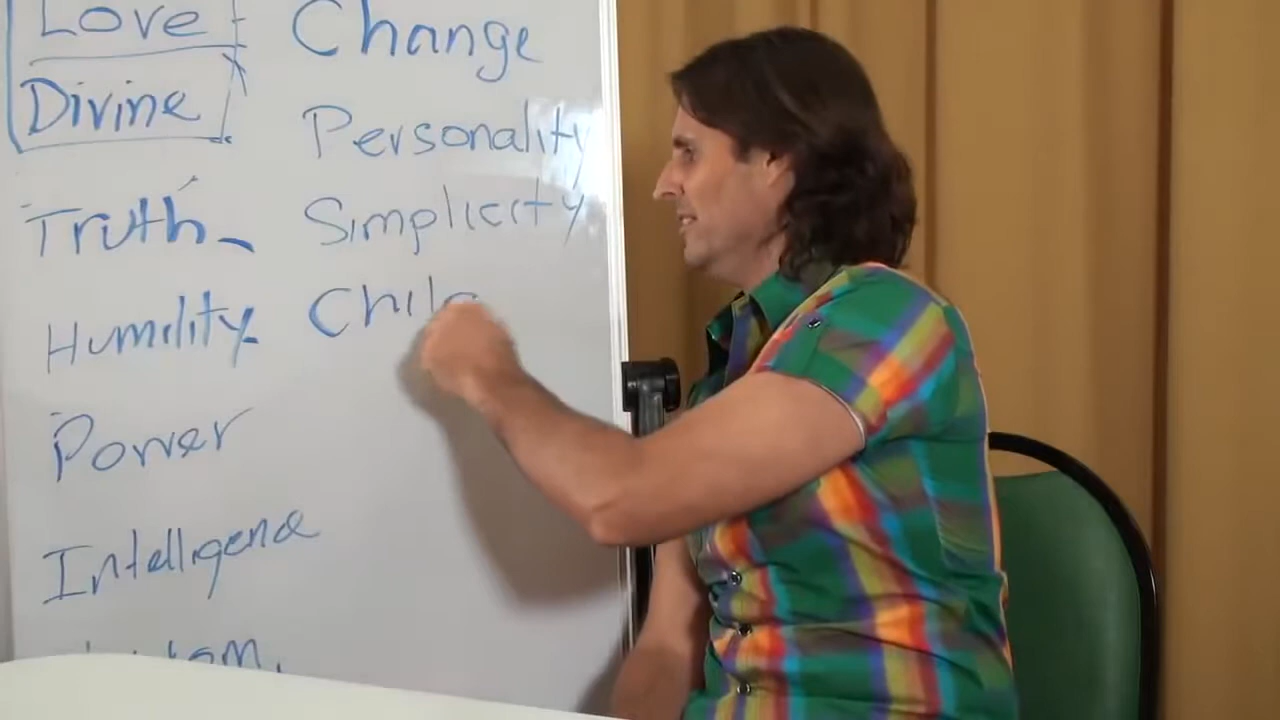 Love
Divine
Truth
Humility
Power
Intelligence
Change
Personality
Simplicity